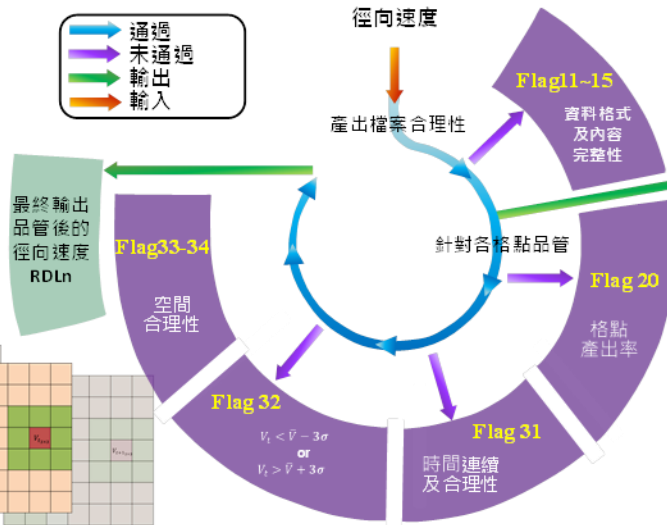 通過
未通過
輸出
輸入
徑向速度
產出檔案合理性
Flag11~15
資料格式
及內容
完整性
針對各格點品管
Flag 20
格點
產出率
Flag 31
時間連續
及合理性
Flag 32
V_t < V̄ − 3σ
or
V_t > V̄ + 3σ
Flag33-34
空間
合理性
最終輸出
品管後的
徑向速度
RDLn